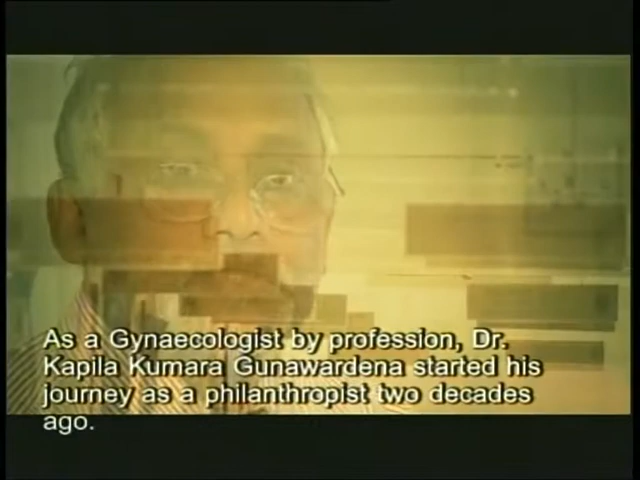 As a Gynaecologist by profession, Dr.
Kapila Kumara Gunawardena started his
journey as a philanthropist two decades
ago.